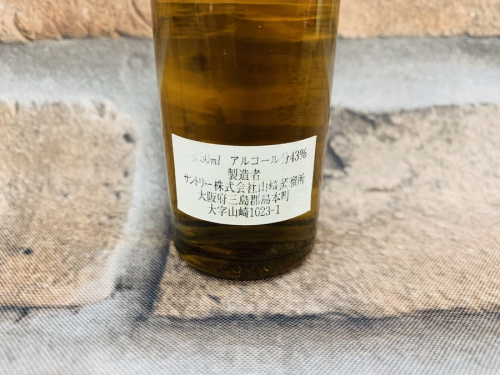 アルコール分43%
製造者
サントリー株式会社山崎蒸溜所
大阪府三島郡島本町
大字山崎1623-1